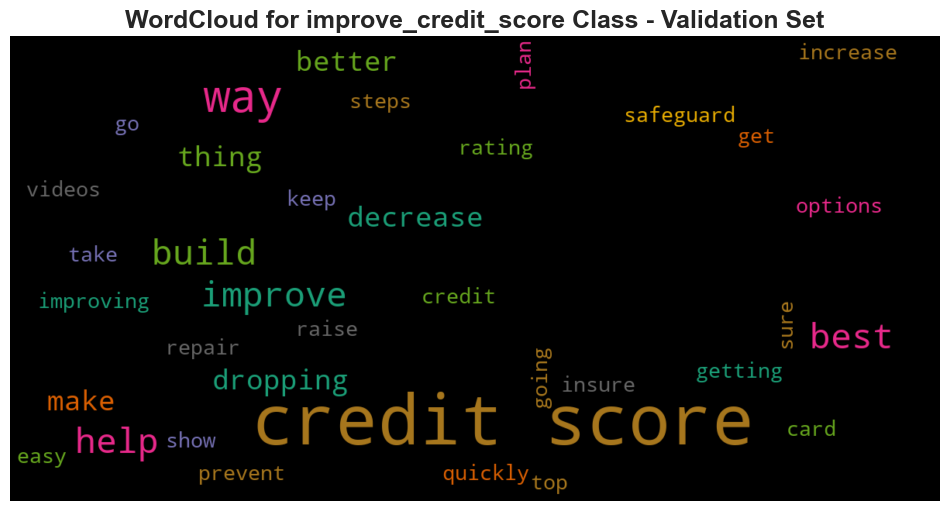 WordCloud for improve_credit_score Class - Validation Set
better
plan
increase
way
steps
safeguard
go
get
thing
rating
videos
keep
options
decrease
take
build
improve
credit
improving
raise
sure
best
repair
going
getting
dropping
insure
make
credit score
card
help
show
easy
prevent
quickly
top